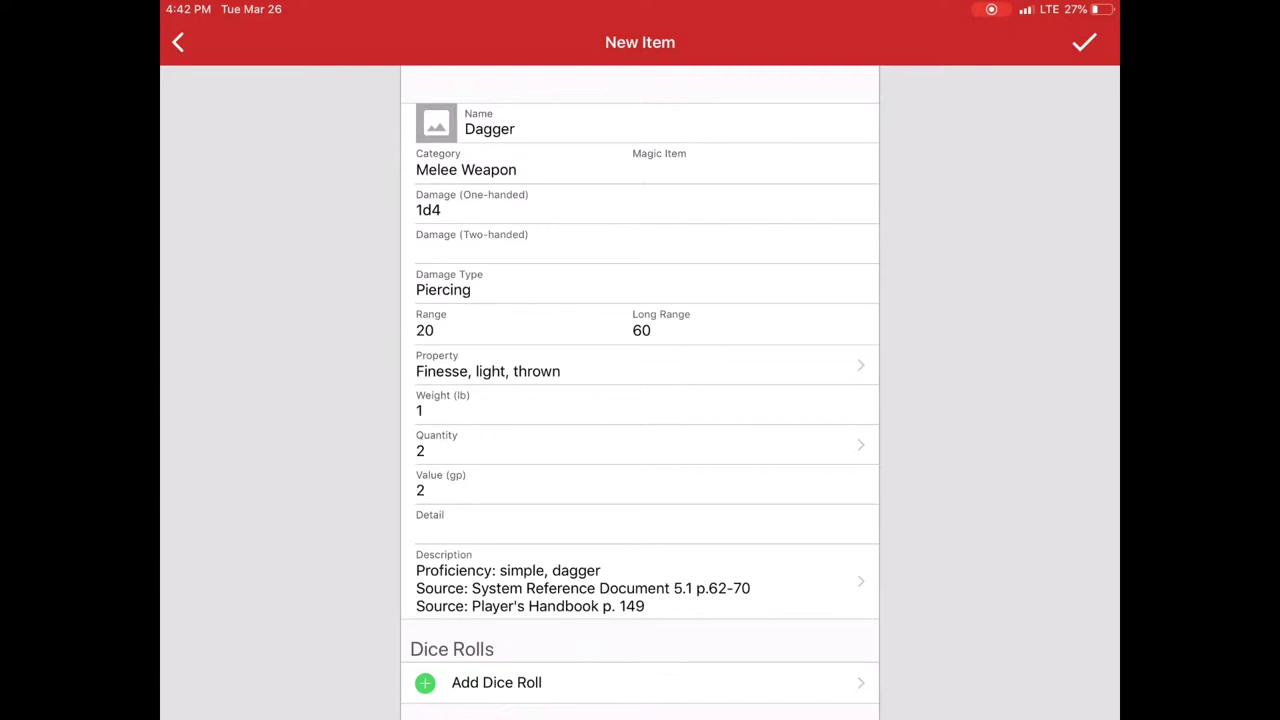 4:42 PM Tue Mar 26 LTE 27%
New Item
Name
Dagger
Category Magic Item
Melee Weapon
Damage (One-handed)
1d4
Damage (Two-handed)
Damage Type
Piercing
Range Long Range
20 60
Property
Finesse, light, thrown
Weight (lb)
1
Quantity
2
Value (gp)
2
Detail
Description
Proficiency: simple, dagger
Source: System Reference Document 5.1 p.62-70
Source: Player's Handbook p. 149
Dice Rolls
Add Dice Roll